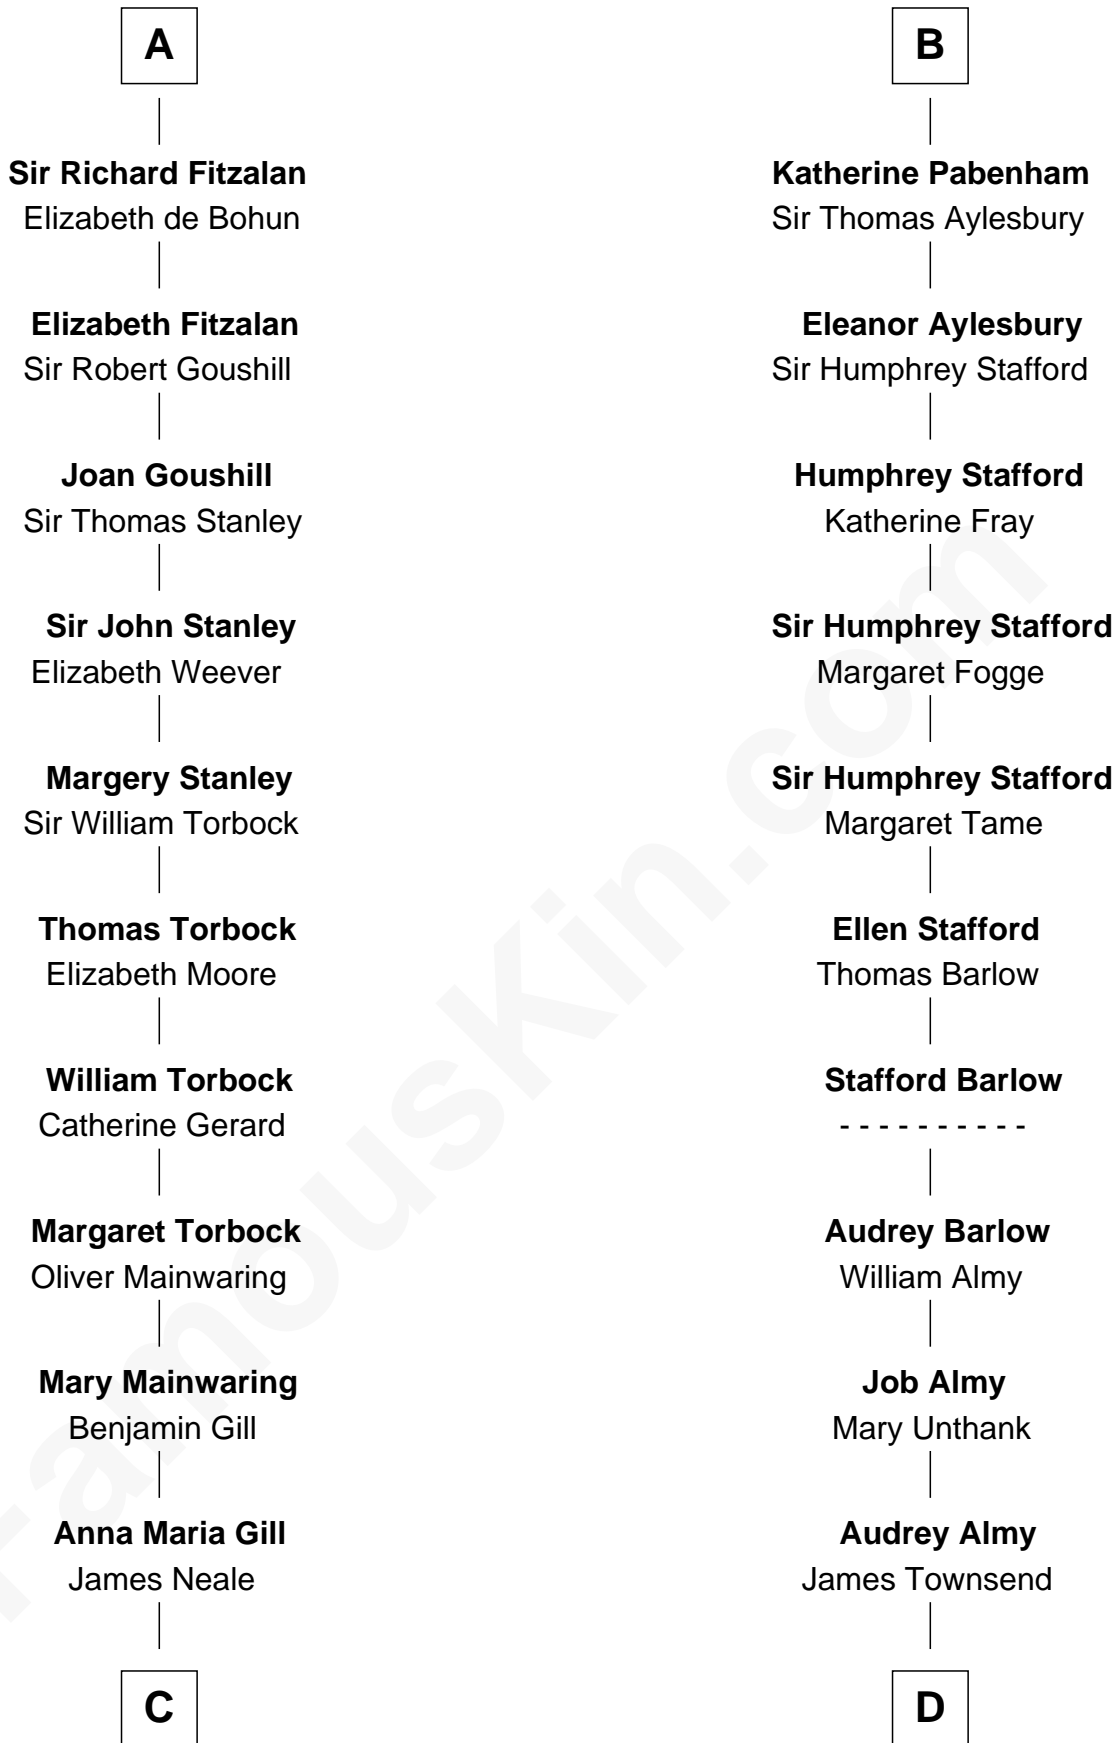 A
Sir Richard Fitzalan
Elizabeth de Bohun
Elizabeth Fitzalan
Sir Robert Goushill
Joan Goushill
Sir Thomas Stanley
Sir John Stanley
Elizabeth Weever
Margery Stanley
Sir William Torbock
Thomas Torbock
Elizabeth Moore
William Torbock
Catherine Gerard
Margaret Torbock
Oliver Mainwaring
Mary Mainwaring
Benjamin Gill
Anna Maria Gill
James Neale
C
B
Katherine Pabenham
Sir Thomas Aylesbury
Eleanor Aylesbury
Sir Humphrey Stafford
Humphrey Stafford
Katherine Fray
Sir Humphrey Stafford
Margaret Fogge
Sir Humphrey Stafford
Margaret Tame
Ellen Stafford
Thomas Barlow
Stafford Barlow
- - - - - - - - - -
Audrey Barlow
William Almy
Job Almy
Mary Unthank
Audrey Almy
James Townsend
D
FamousKin.com